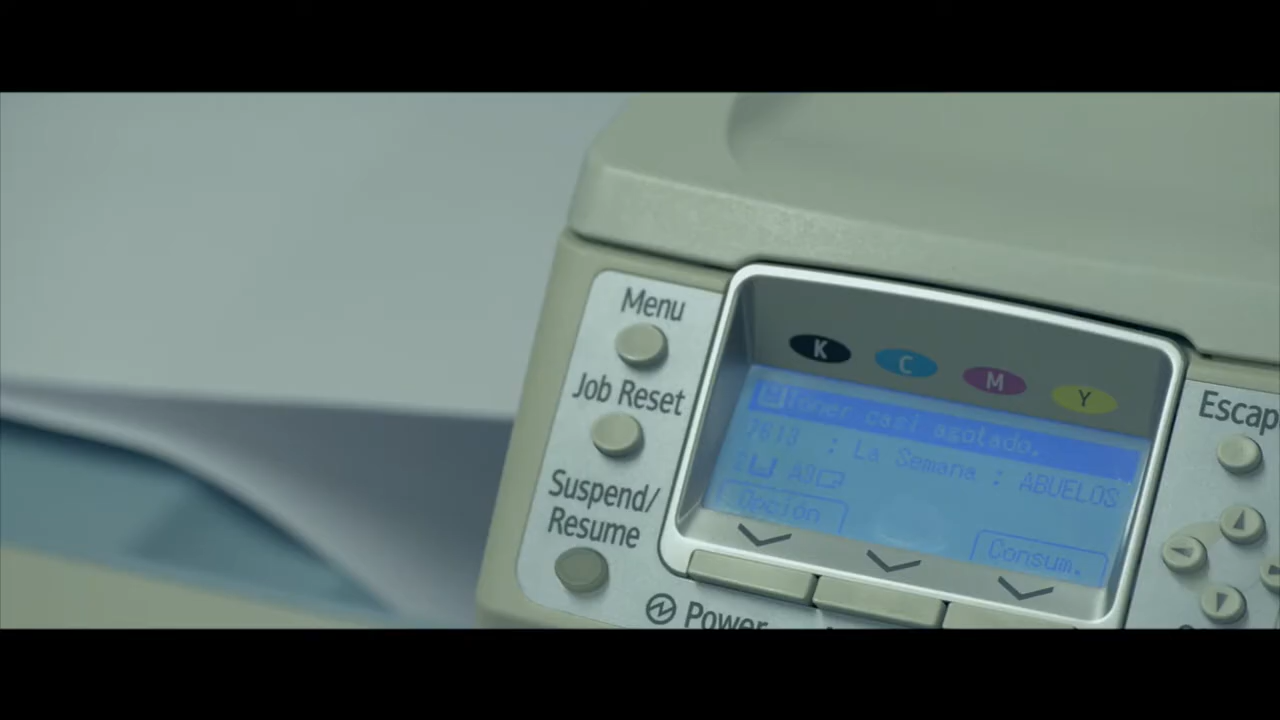 Menu
Job Reset
Suspend/
Resume
Power
K
C
M
Y
Toner casi agotado.
: La Semana : ABUELOS
Opción
Consum.
Escap